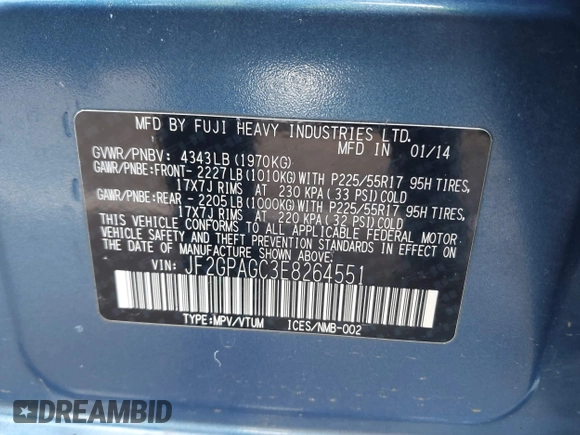 MFD BY FUJI HEAVY INDUSTRIES LTD.
MFD IN 01/14
GVWR/PNBV: 4343LB(1970KG)
GAWR/PNBE:FRONT- 2227LB(1010KG)WITH P225/55R17 95H TIRES,
17X7J RIMS AT 230 KPA(33 PSI)COLD
GAWR/PNBE:REAR - 2205LB(1000KG)WITH P225/55R17 95H TIRES,
17X7J RIMS AT 220 KPA(32 PSI)COLD
THIS VEHICLE CONFORMS TO ALL APPLICABLE FEDERAL MOTOR
VEHICLE SAFETY AND THEFT PREVENTION STANDARDS IN EFFECT
ON THE DATE OF MANUFACTURE SHOWN ABOVE.
VIN: JF2GPAGC3E8264551
TYPE:MPV/VTUM ICES/NMB-002
DREAMBID